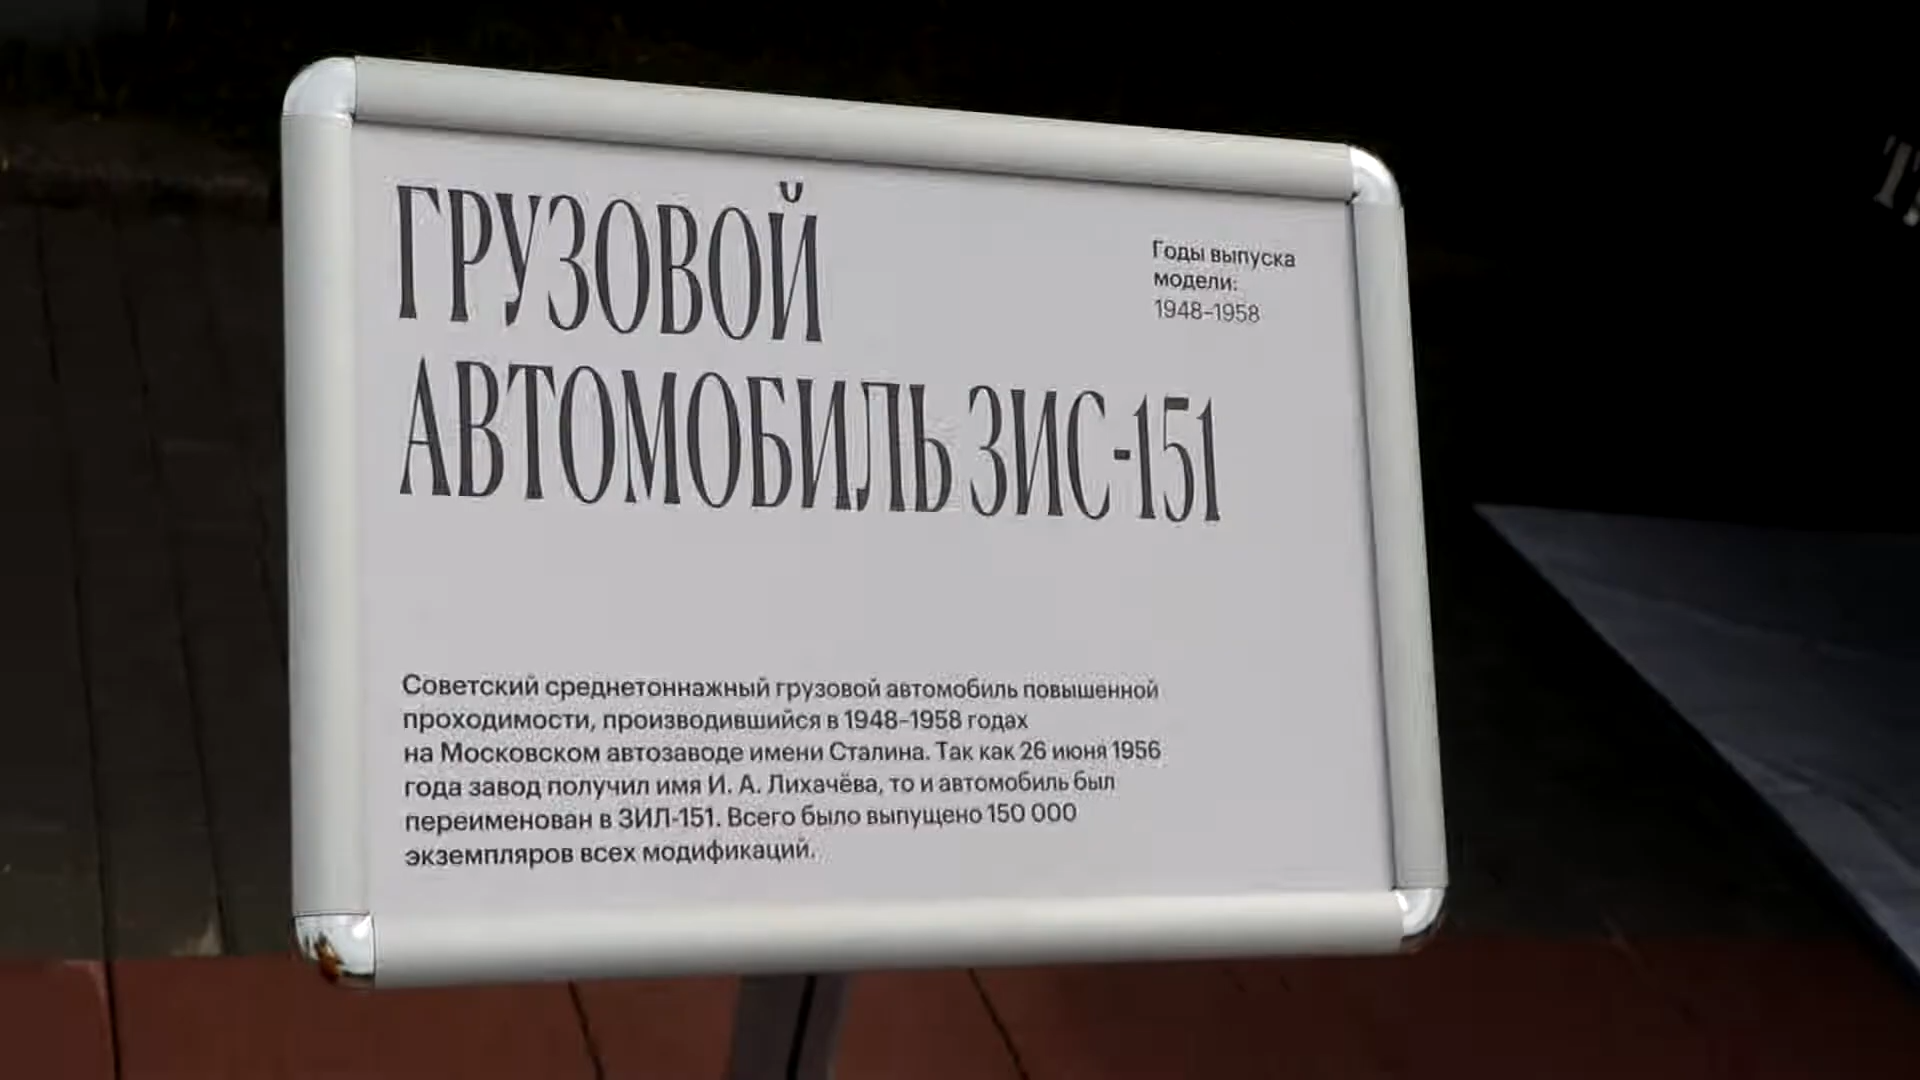 ГРУЗОВОЙ
АВТОМОБИЛЬ ЗИС-151
Годы выпуска
модели:
1948–1958
Советский среднетоннажный грузовой автомобиль повышенной
проходимости, производившийся в 1948–1958 годах
на Московском автозаводе имени Сталина. Так как 26 июня 1956
года завод получил имя И. А. Лихачёва, то и автомобиль был
переименован в ЗИЛ-151. Всего было выпущено 150 000
экземпляров всех модификаций.